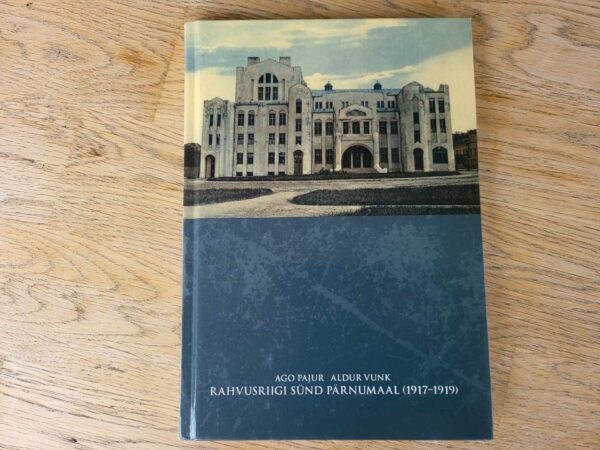 AGO PAJUR ALDUR VUNK
RAHVUSRIIGI SÜND PÄRNUMAAL (1917–1919)